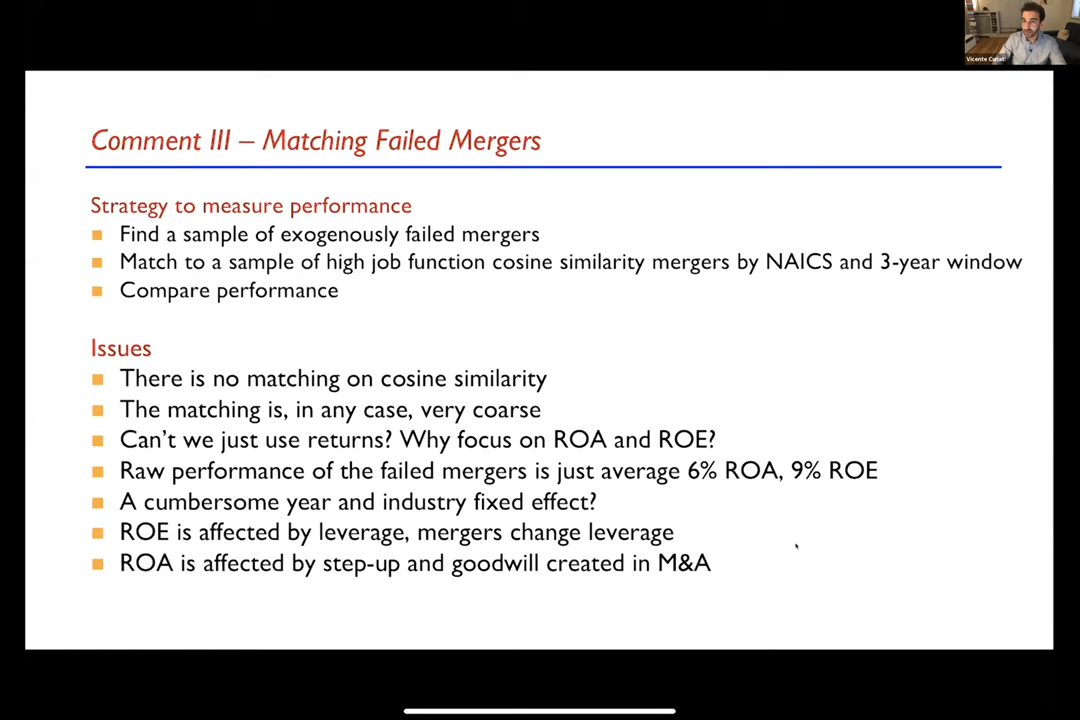 Vicente Cuñat
Comment III – Matching Failed Mergers
Strategy to measure performance
Find a sample of exogenously failed mergers
Match to a sample of high job function cosine similarity mergers by NAICS and 3-year window
Compare performance
Issues
There is no matching on cosine similarity
The matching is, in any case, very coarse
Can't we just use returns? Why focus on ROA and ROE?
Raw performance of the failed mergers is just average 6% ROA, 9% ROE
A cumbersome year and industry fixed effect?
ROE is affected by leverage, mergers change leverage
ROA is affected by step-up and goodwill created in M&A